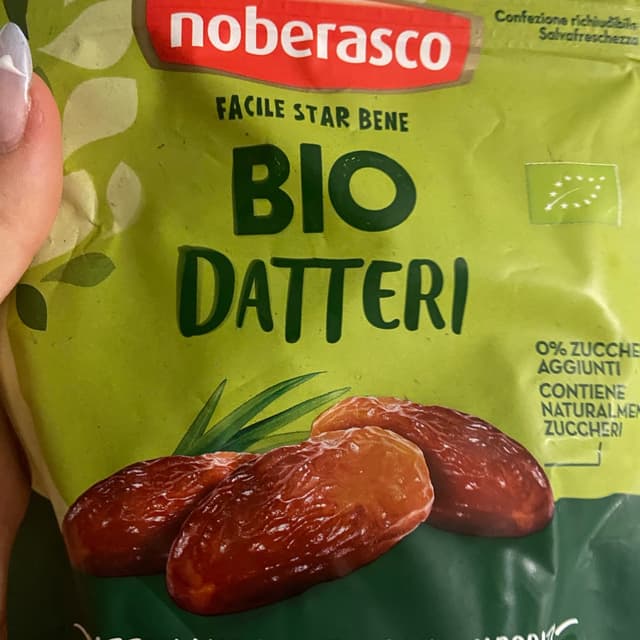 Confezione richiudibile
Salvafreschezza
noberasco
FACILE STAR BENE
BIO
DATTERI
0% ZUCCHE
AGGIUNTI
CONTIENE
NATURALMEN
ZUCCHERI